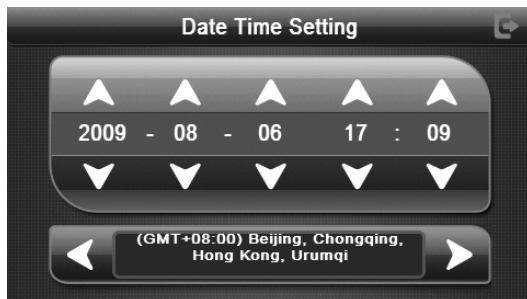 Date Time Setting
2009 - 08 - 06 17 : 09
(GMT+08:00) Beijing, Chongqing,
Hong Kong, Urumqi